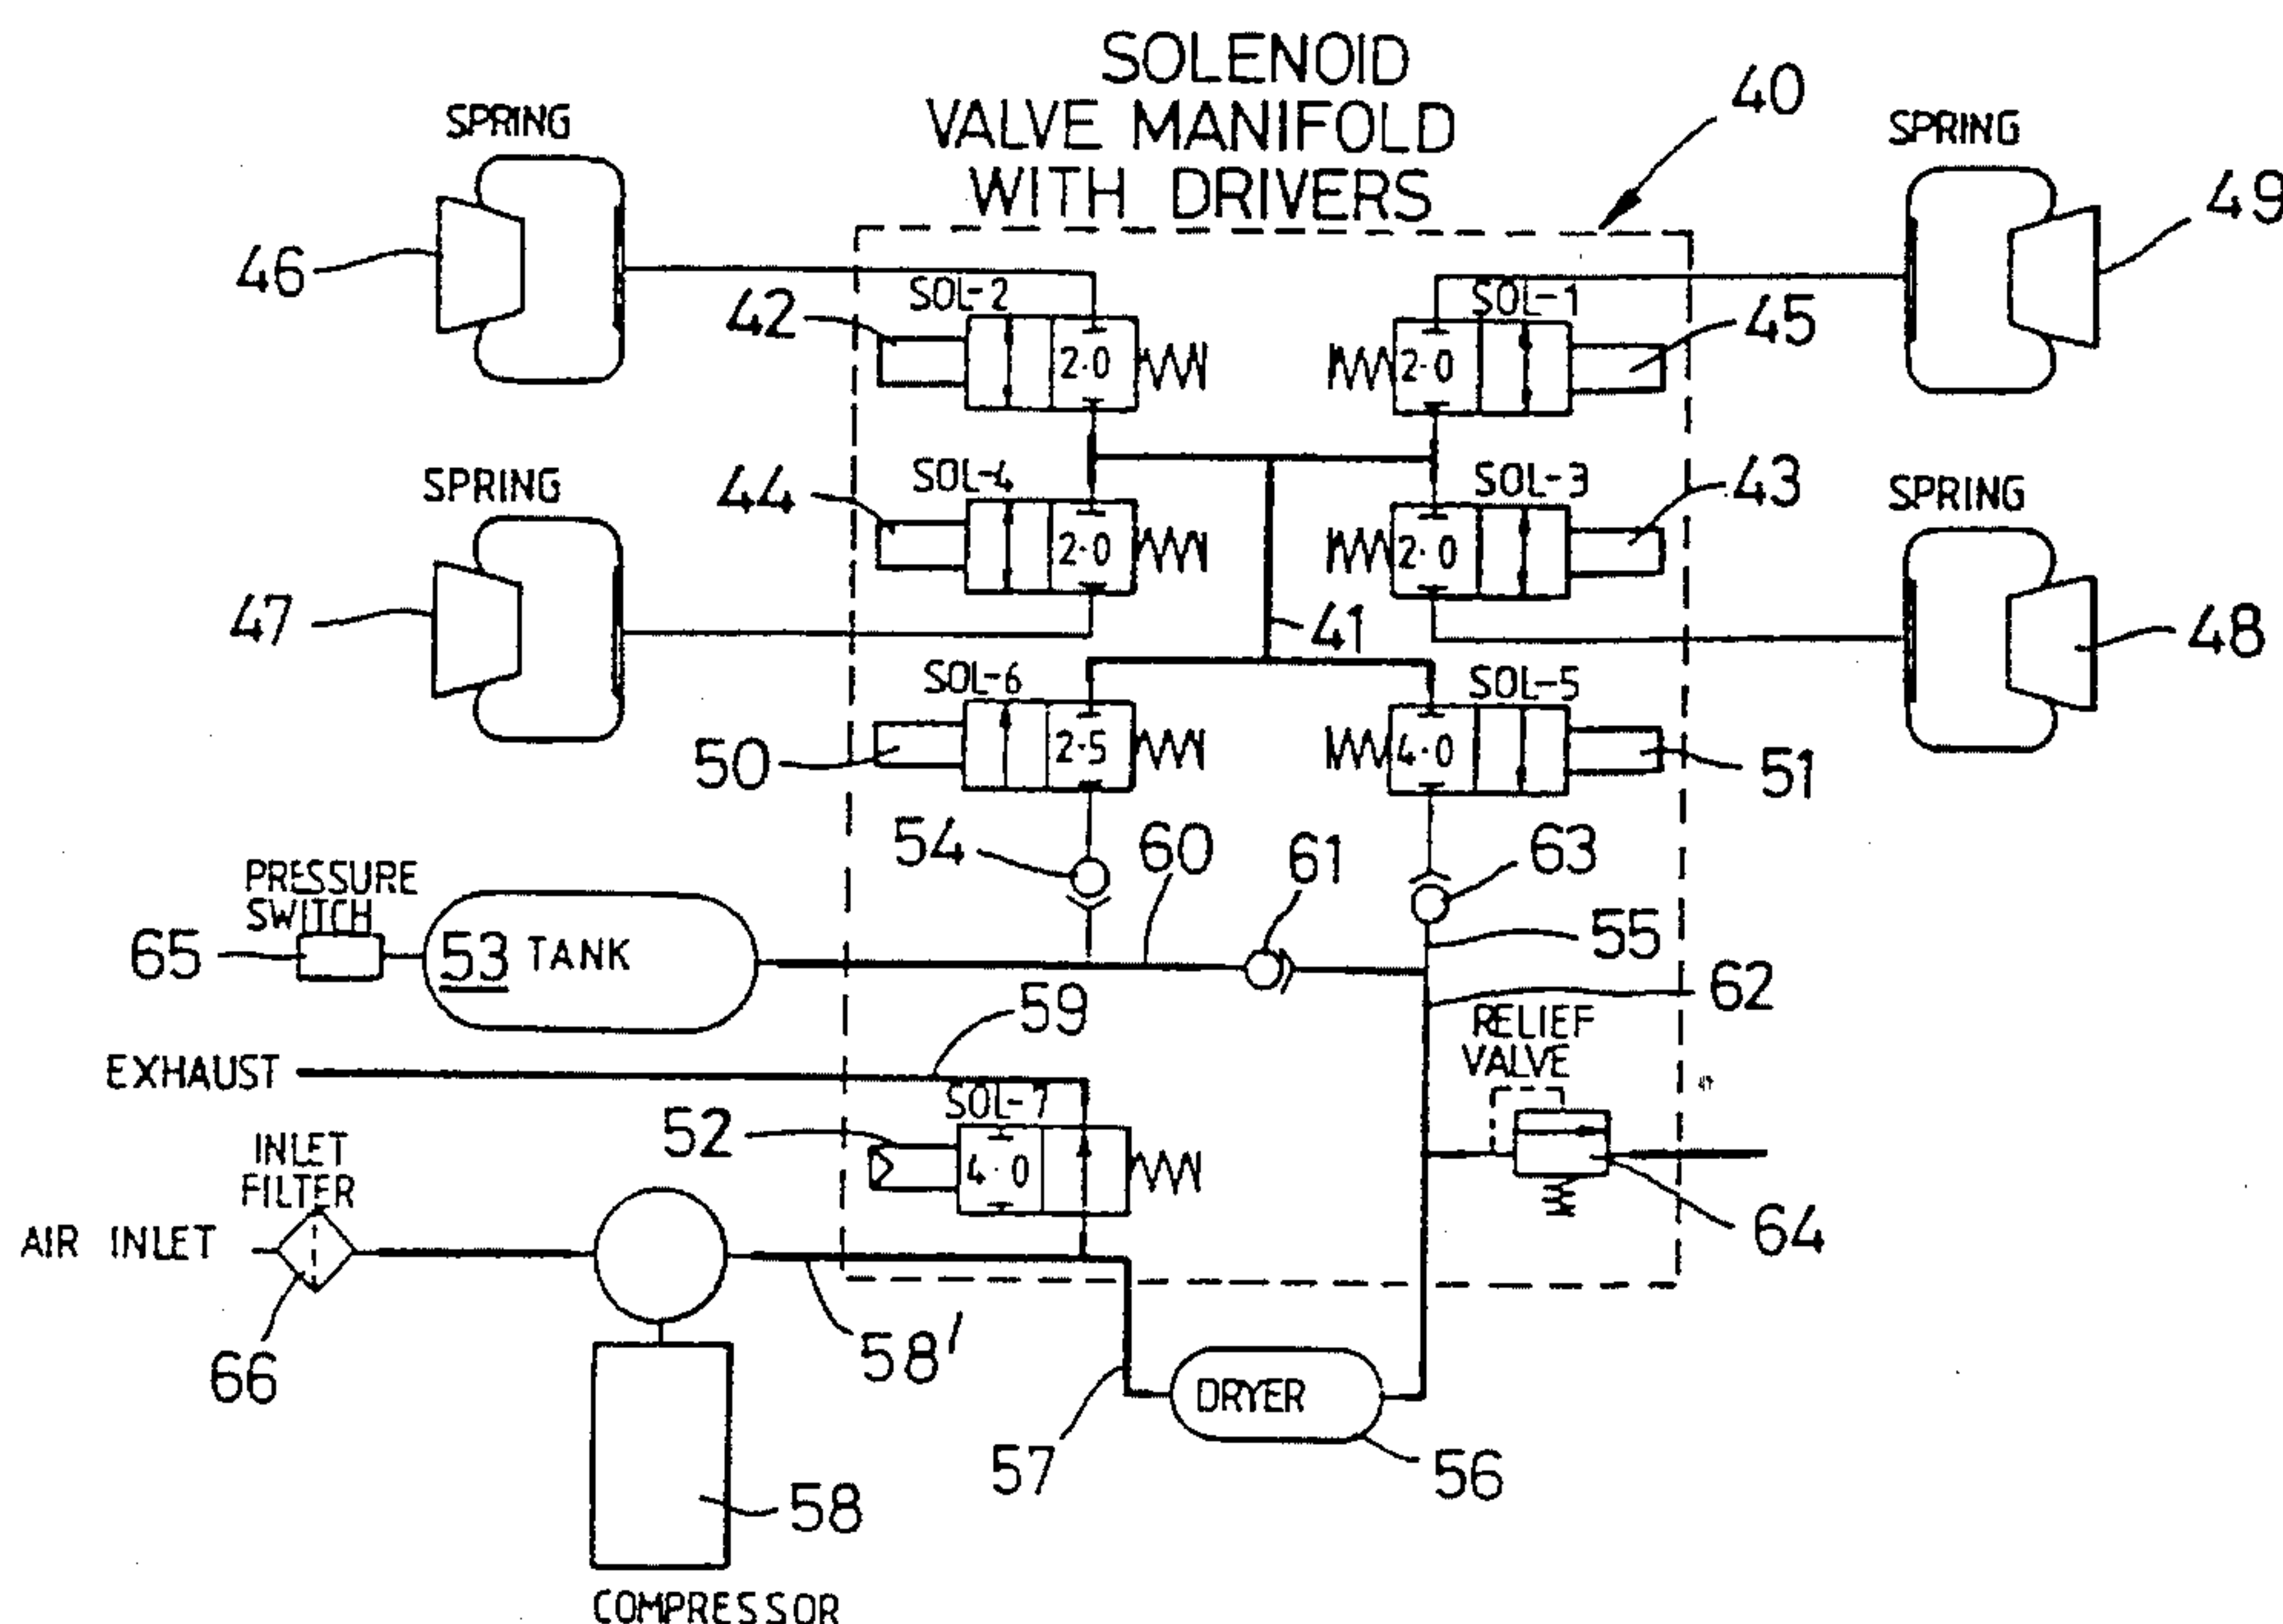 SOLENOID
VALVE MANIFOLD
WITH DRIVERS
40
SPRING
SPRING
46
49
SOL-2
SOL-1
42
45
2·0
2·0
SPRING
SPRING
SOL-4
SOL-3
44
43
2·0
2·0
47
41
48
SOL-6
SOL-5
50
51
2·5
4·0
54
60
61
63
PRESSURE
SWITCH
65
53 TANK
55
59
62
RELIEF
VALVE
EXHAUST
SOL-7
52
4·0
INLET
FILTER
AIR INLET
64
66
58'
DRYER
57
56
58
COMPRESSOR